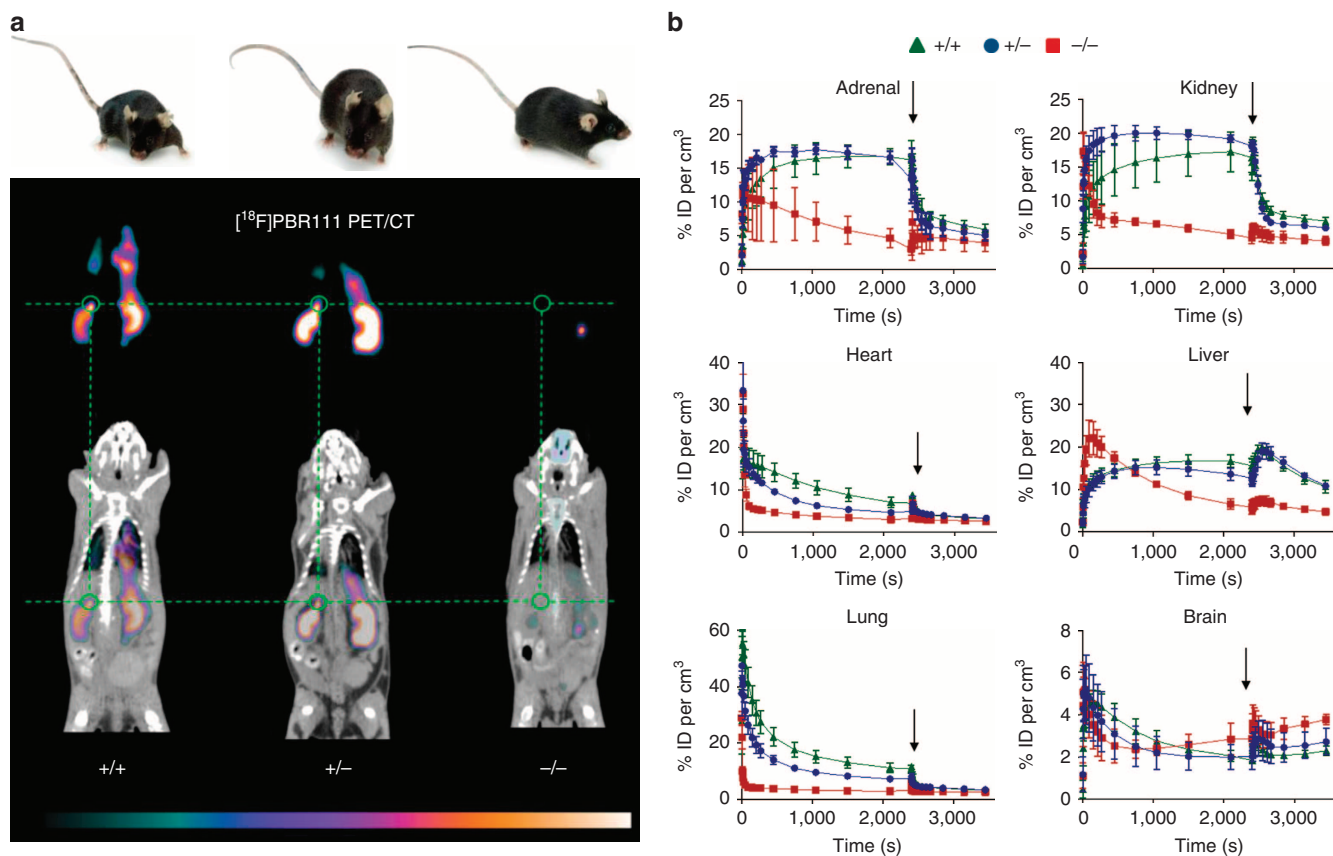 a
[¹⁸F]PBR111 PET/CT
+/+ +/– –/–
b
+/+ +/– –/–
Adrenal
% ID per cm³
25
20
15
10
5
0
0 1,000 2,000 3,000
Time (s)
Kidney
% ID per cm³
25
20
15
10
5
0
0 1,000 2,000 3,000
Time (s)
Heart
% ID per cm³
40
30
20
10
0
0 1,000 2,000 3,000
Time (s)
Liver
% ID per cm³
40
30
20
10
0
0 1,000 2,000 3,000
Time (s)
Lung
% ID per cm³
60
40
20
0
0 1,000 2,000 3,000
Time (s)
Brain
% ID per cm³
8
6
4
2
0
0 1,000 2,000 3,000
Time (s)